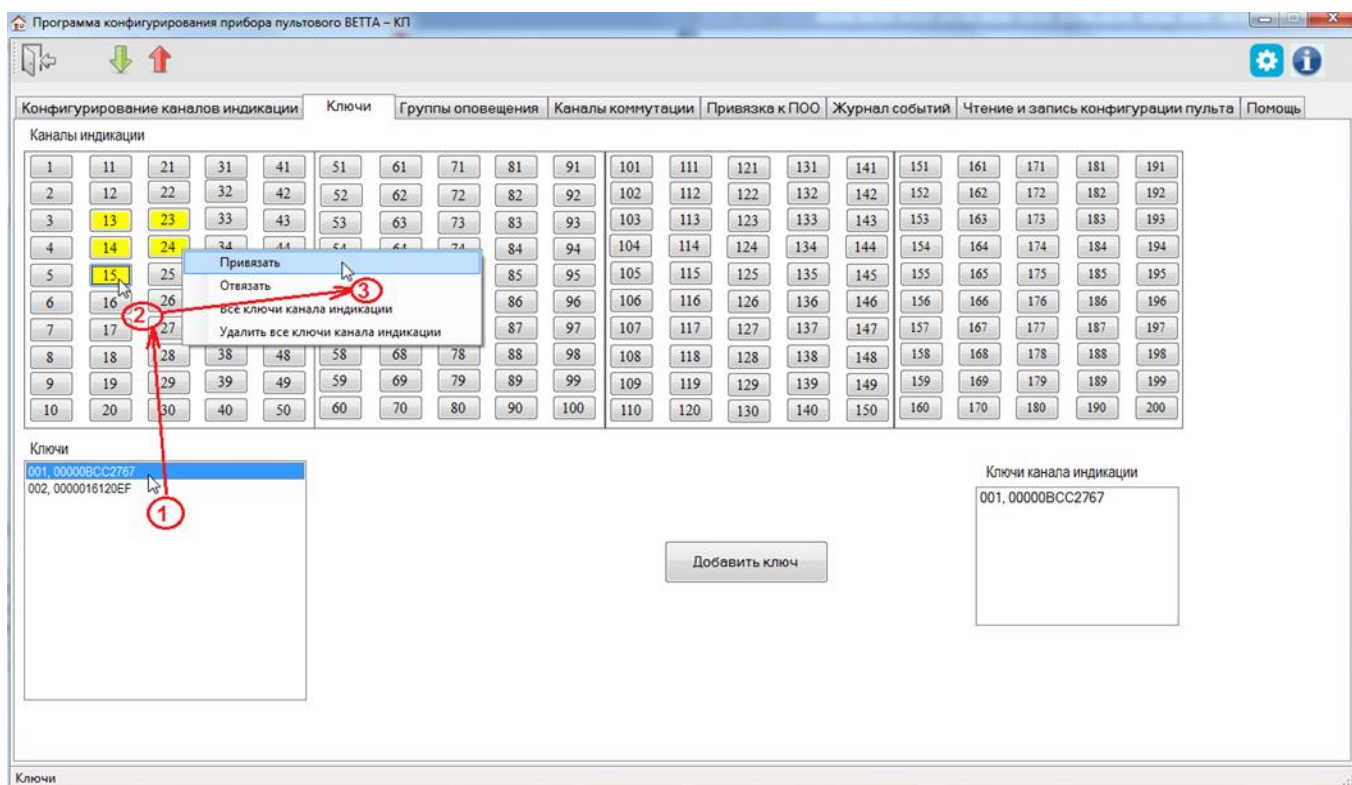 Программа конфигурирования прибора пультового ВЕТТА – КП
Конфигурирование каналов индикации Ключи Группы оповещения Каналы коммутации Привязка к ПОО Журнал событий Чтение и запись конфигурации пульта Помощь
Каналы индикации
1 11 21 31 41 51 61 71 81 91 101 111 121 131 141 151 161 171 181 191
2 12 22 32 42 52 62 72 82 92 102 112 122 132 142 152 162 172 182 192
3 13 23 33 43 53 63 73 83 93 103 113 123 133 143 153 163 173 183 193
4 14 24 34 44 54 64 74 84 94 104 114 124 134 144 154 164 174 184 194
Привязать
5 15 25 85 95 105 115 125 135 145 155 165 175 185 195
Отвязать 3
6 16 26 86 96 106 116 126 136 146 156 166 176 186 196
2 Все ключи канала индикации
7 17 27 87 97 107 117 127 137 147 157 167 177 187 197
Удалить все ключи канала индикации
8 18 28 38 48 58 68 78 88 98 108 118 128 138 148 158 168 178 188 198
9 19 29 39 49 59 69 79 89 99 109 119 129 139 149 159 169 179 189 199
10 20 30 40 50 60 70 80 90 100 110 120 130 140 150 160 170 180 190 200
Ключи
001, 00000BCC2767
002, 0000016120EF
1
Добавить ключ
Ключи канала индикации
001, 00000BCC2767
Ключи